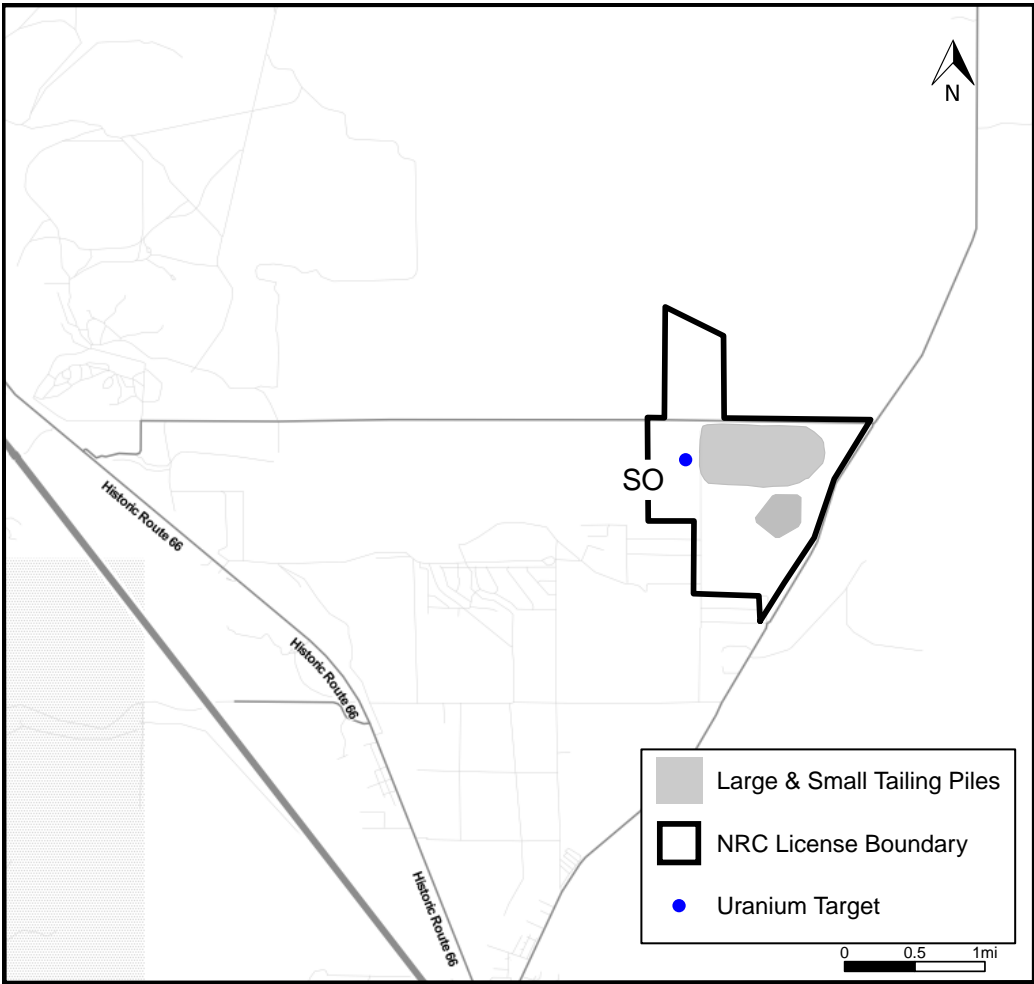 N
SO
Historic Route 66
Historic Route 66
Historic Route 66
Large & Small Tailing Piles
NRC License Boundary
Uranium Target
0 0.5 1mi